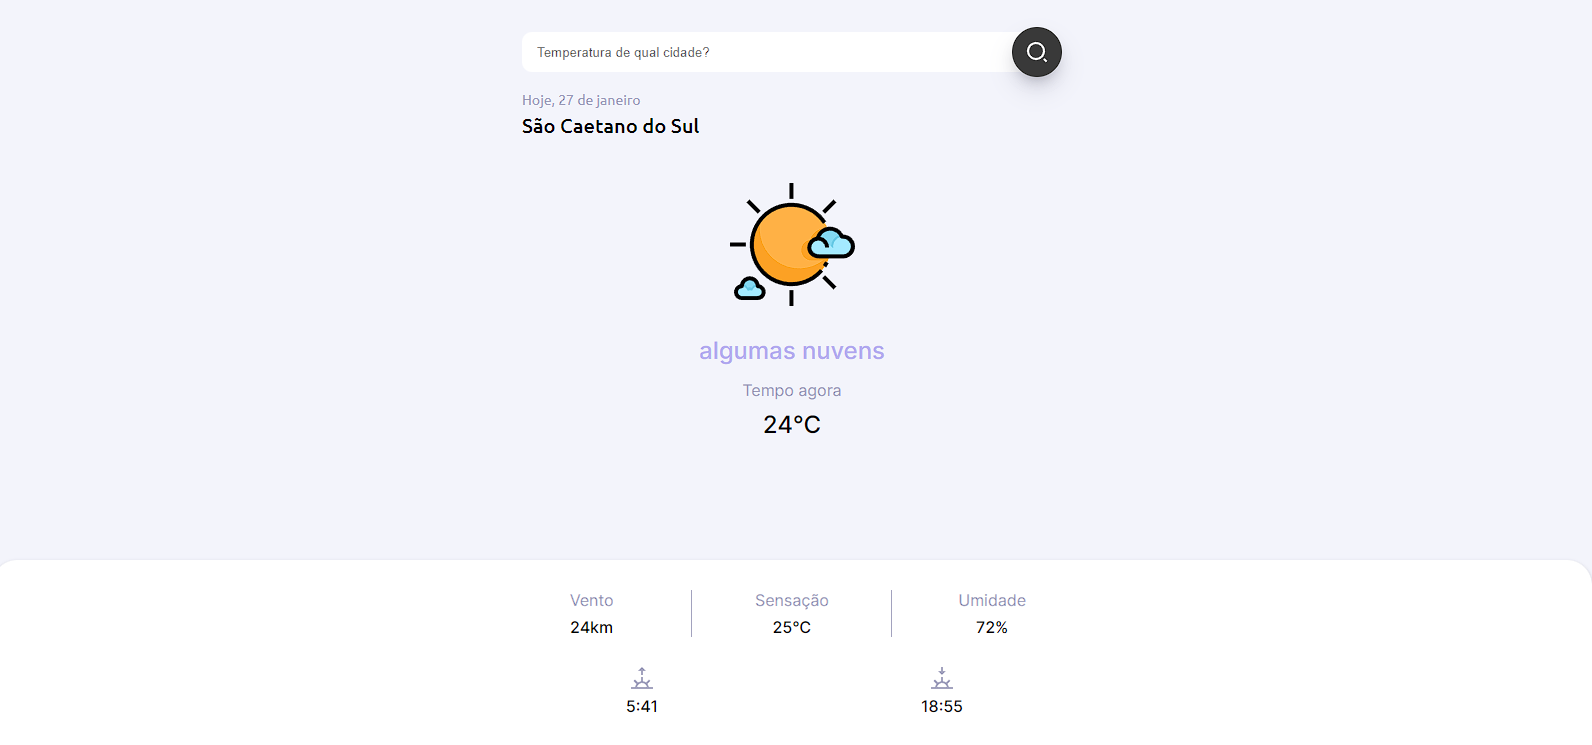 Temperatura de qual cidade?
Hoje, 27 de janeiro
São Caetano do Sul
algumas nuvens
Tempo agora
24°C
Vento Sensação Umidade
24km 25°C 72%
5:41 18:55